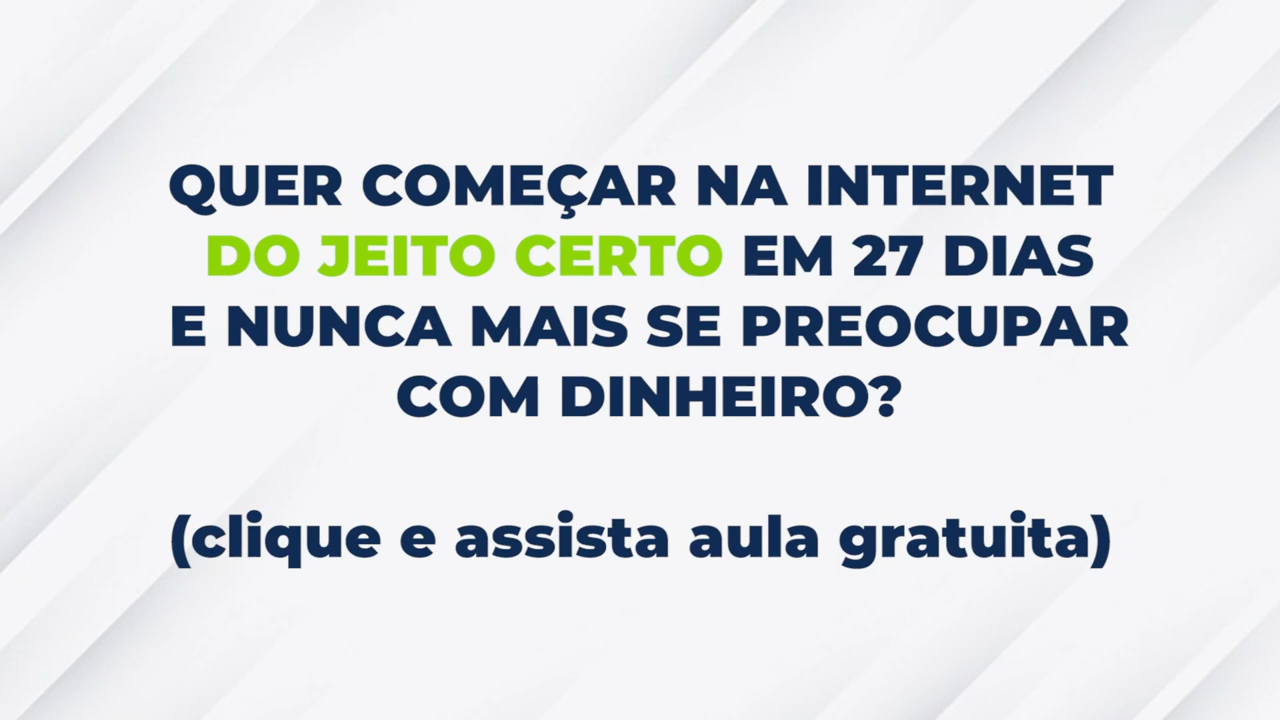 QUER COMEÇAR NA INTERNET
DO JEITO CERTO EM 27 DIAS
E NUNCA MAIS SE PREOCUPAR
COM DINHEIRO?
(clique e assista aula gratuita)